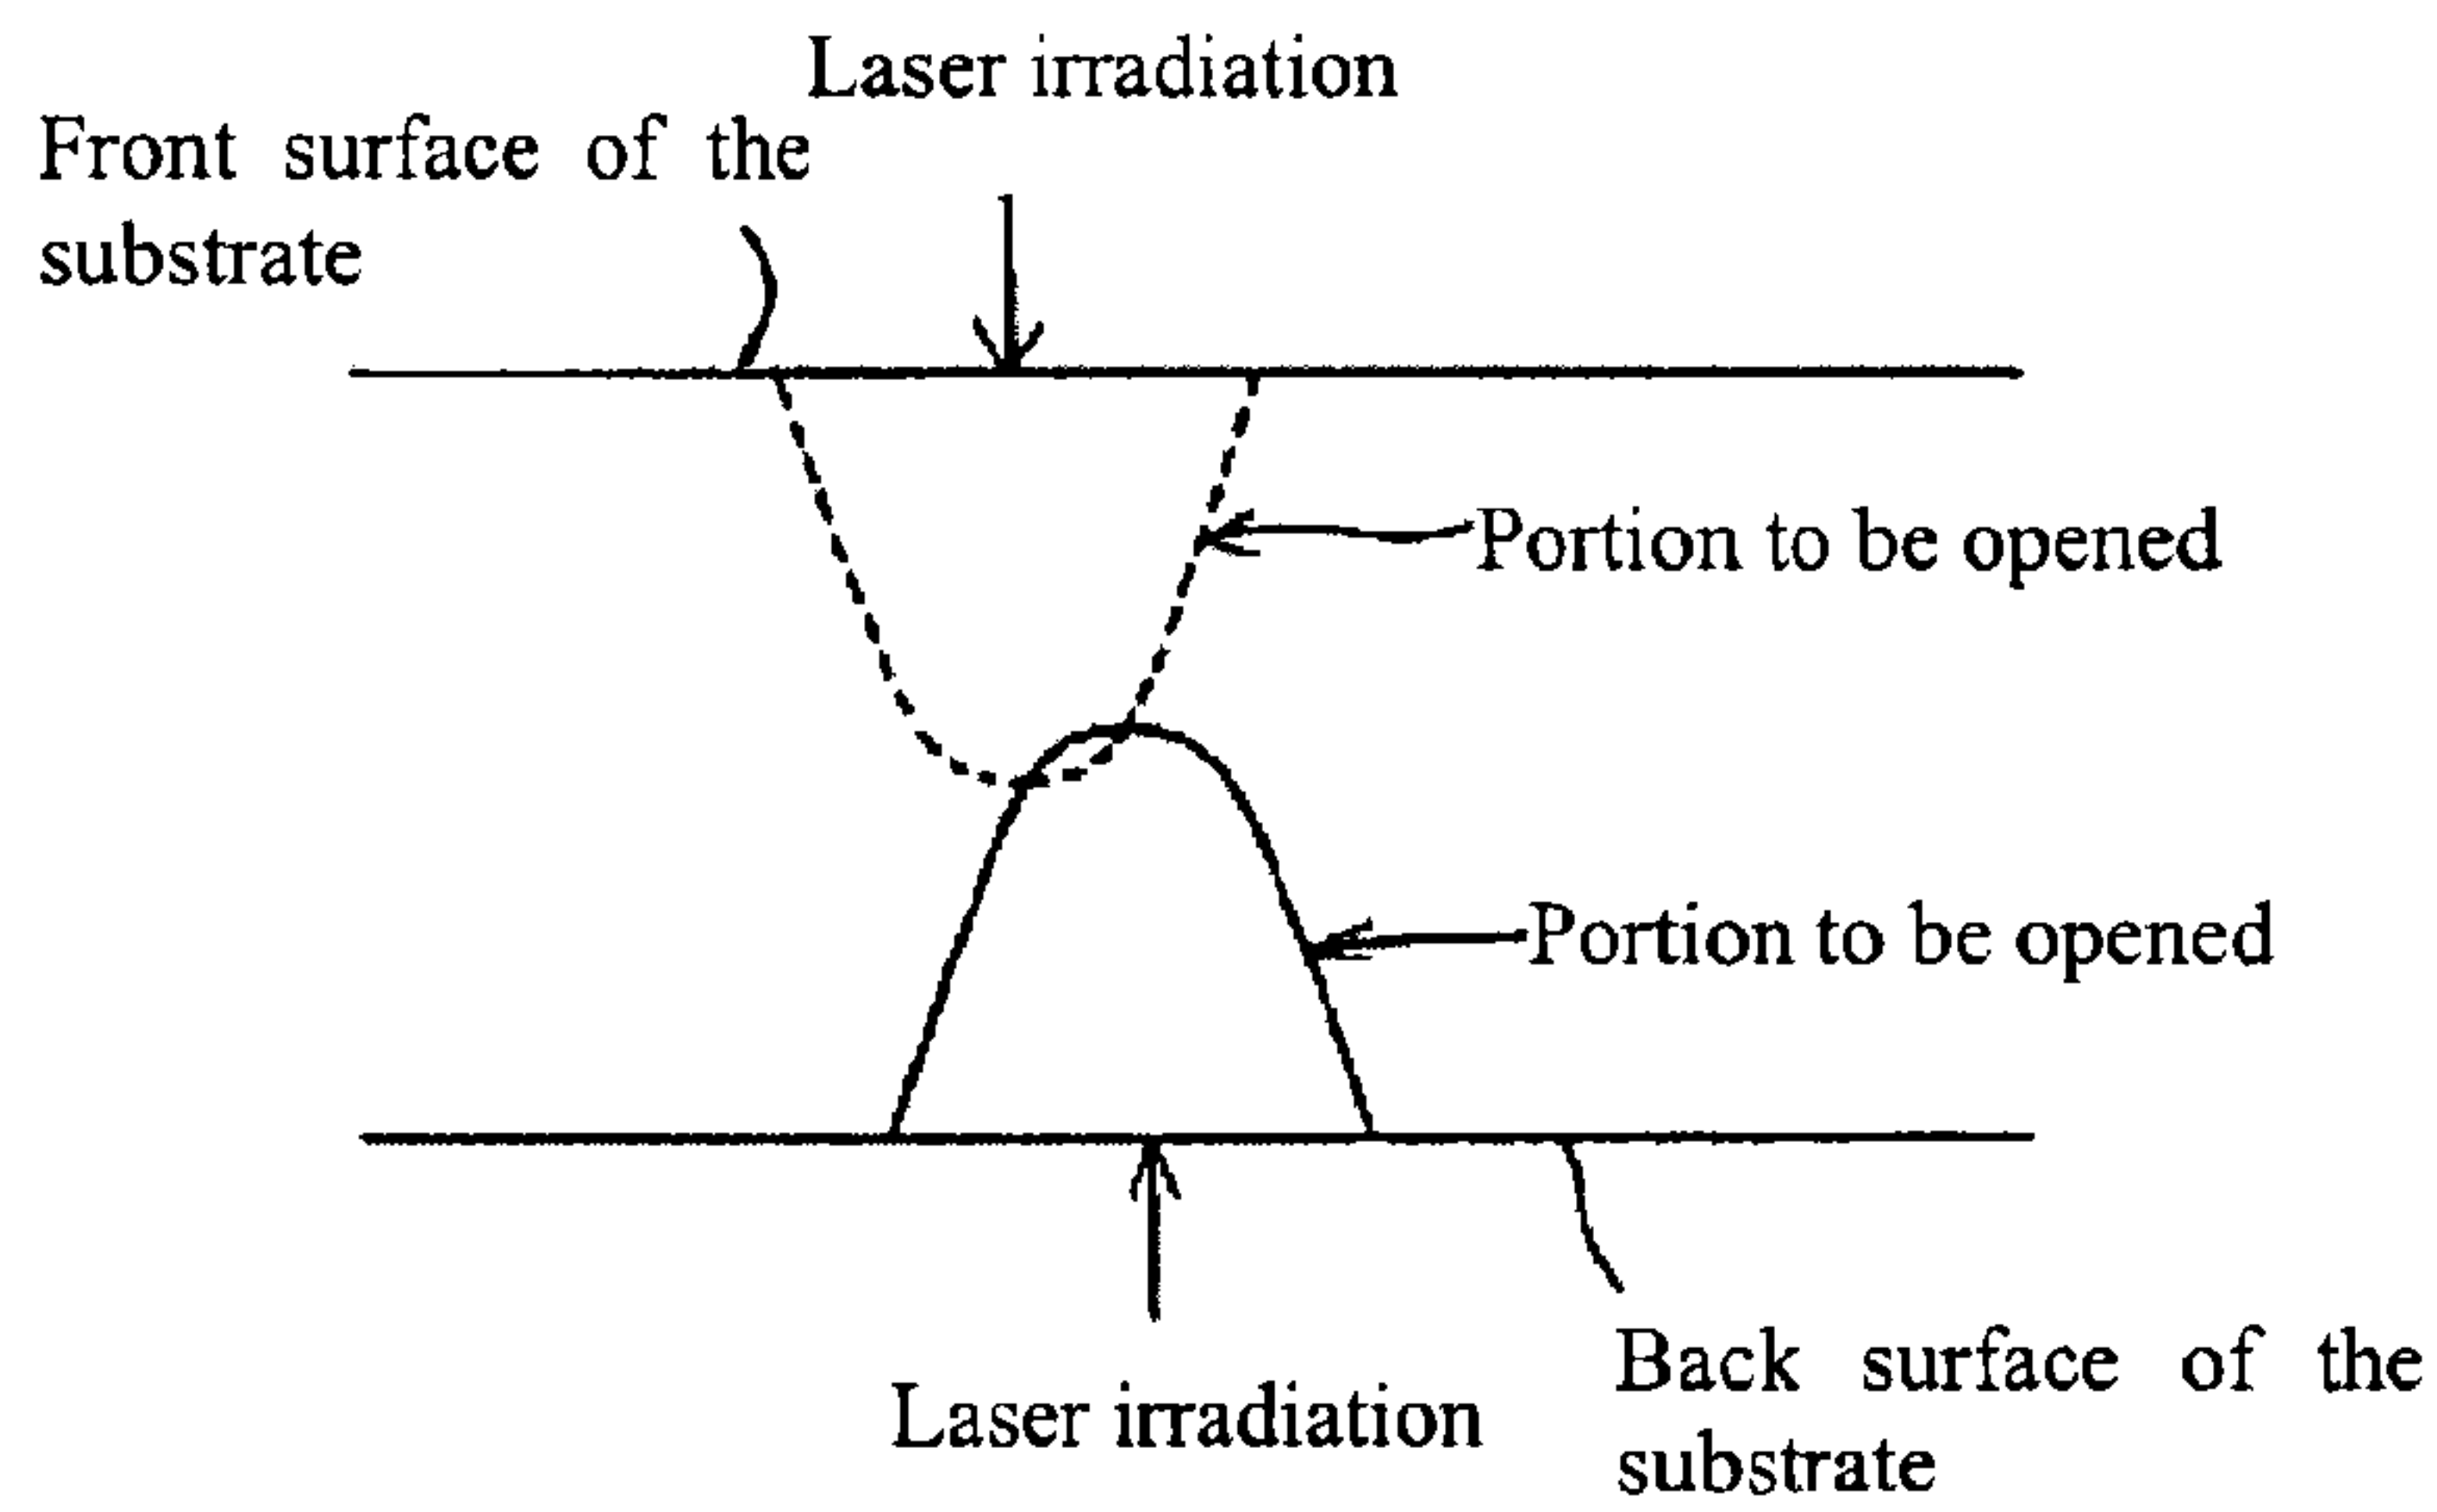 Laser irradiation
Front surface of the
substrate
Portion to be opened
Portion to be opened
Back surface of the
substrate
Laser irradiation